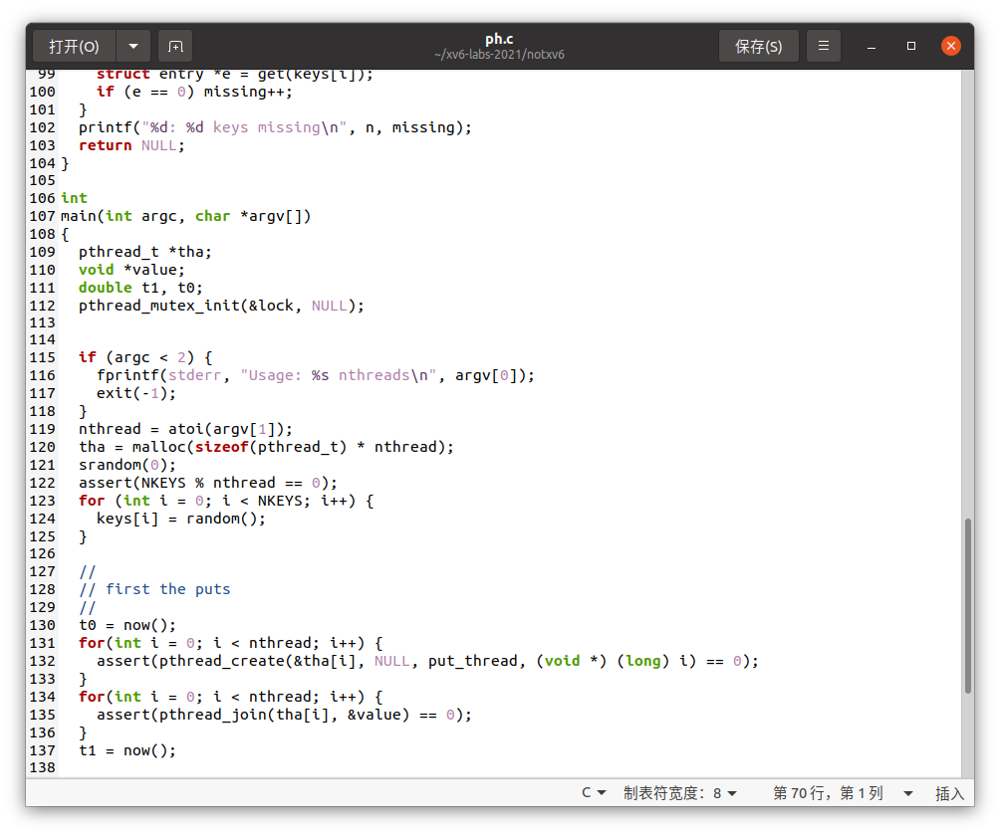 打开(O)
ph.c
~/xv6-labs-2021/notxv6
保存(S)
99     struct entry *e = get(keys[i]);
100     if (e == 0) missing++;
101   }
102   printf("%d: %d keys missing\n", n, missing);
103   return NULL;
104 }
105
106 int
107 main(int argc, char *argv[])
108 {
109   pthread_t *tha;
110   void *value;
111   double t1, t0;
112   pthread_mutex_init(&lock, NULL);
113
114
115   if (argc < 2) {
116     fprintf(stderr, "Usage: %s nthreads\n", argv[0]);
117     exit(-1);
118   }
119   nthread = atoi(argv[1]);
120   tha = malloc(sizeof(pthread_t) * nthread);
121   srandom(0);
122   assert(NKEYS % nthread == 0);
123   for (int i = 0; i < NKEYS; i++) {
124     keys[i] = random();
125   }
126
127   //
128   // first the puts
129   //
130   t0 = now();
131   for(int i = 0; i < nthread; i++) {
132     assert(pthread_create(&tha[i], NULL, put_thread, (void *) (long) i) == 0);
133   }
134   for(int i = 0; i < nthread; i++) {
135     assert(pthread_join(tha[i], &value) == 0);
136   }
137   t1 = now();
138
C 制表符宽度：8 第 70 行，第 1 列 插入